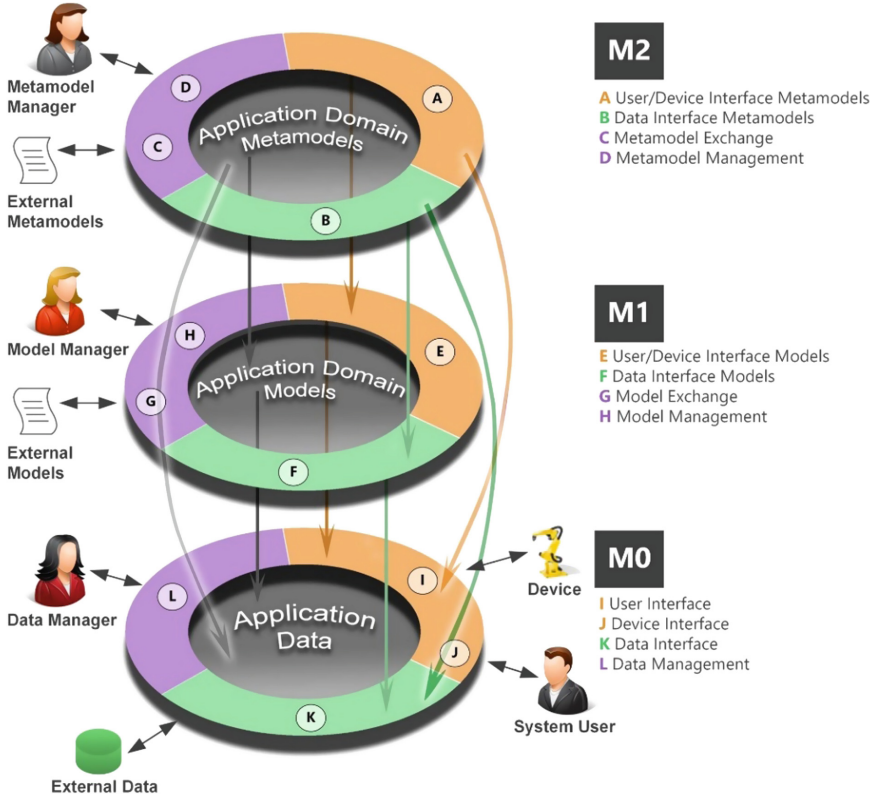 M2
A User/Device Interface Metamodels
B Data Interface Metamodels
C Metamodel Exchange
D Metamodel Management
Metamodel
Manager
External
Metamodels
D
A
C
B
Application Domain
Metamodels
M1
E User/Device Interface Models
F Data Interface Models
G Model Exchange
H Model Management
Model Manager
External
Models
H
E
G
F
Application Domain
Models
M0
I User Interface
J Device Interface
K Data Interface
L Data Management
Data Manager
External Data
Device
System User
L
I
J
K
Application
Data